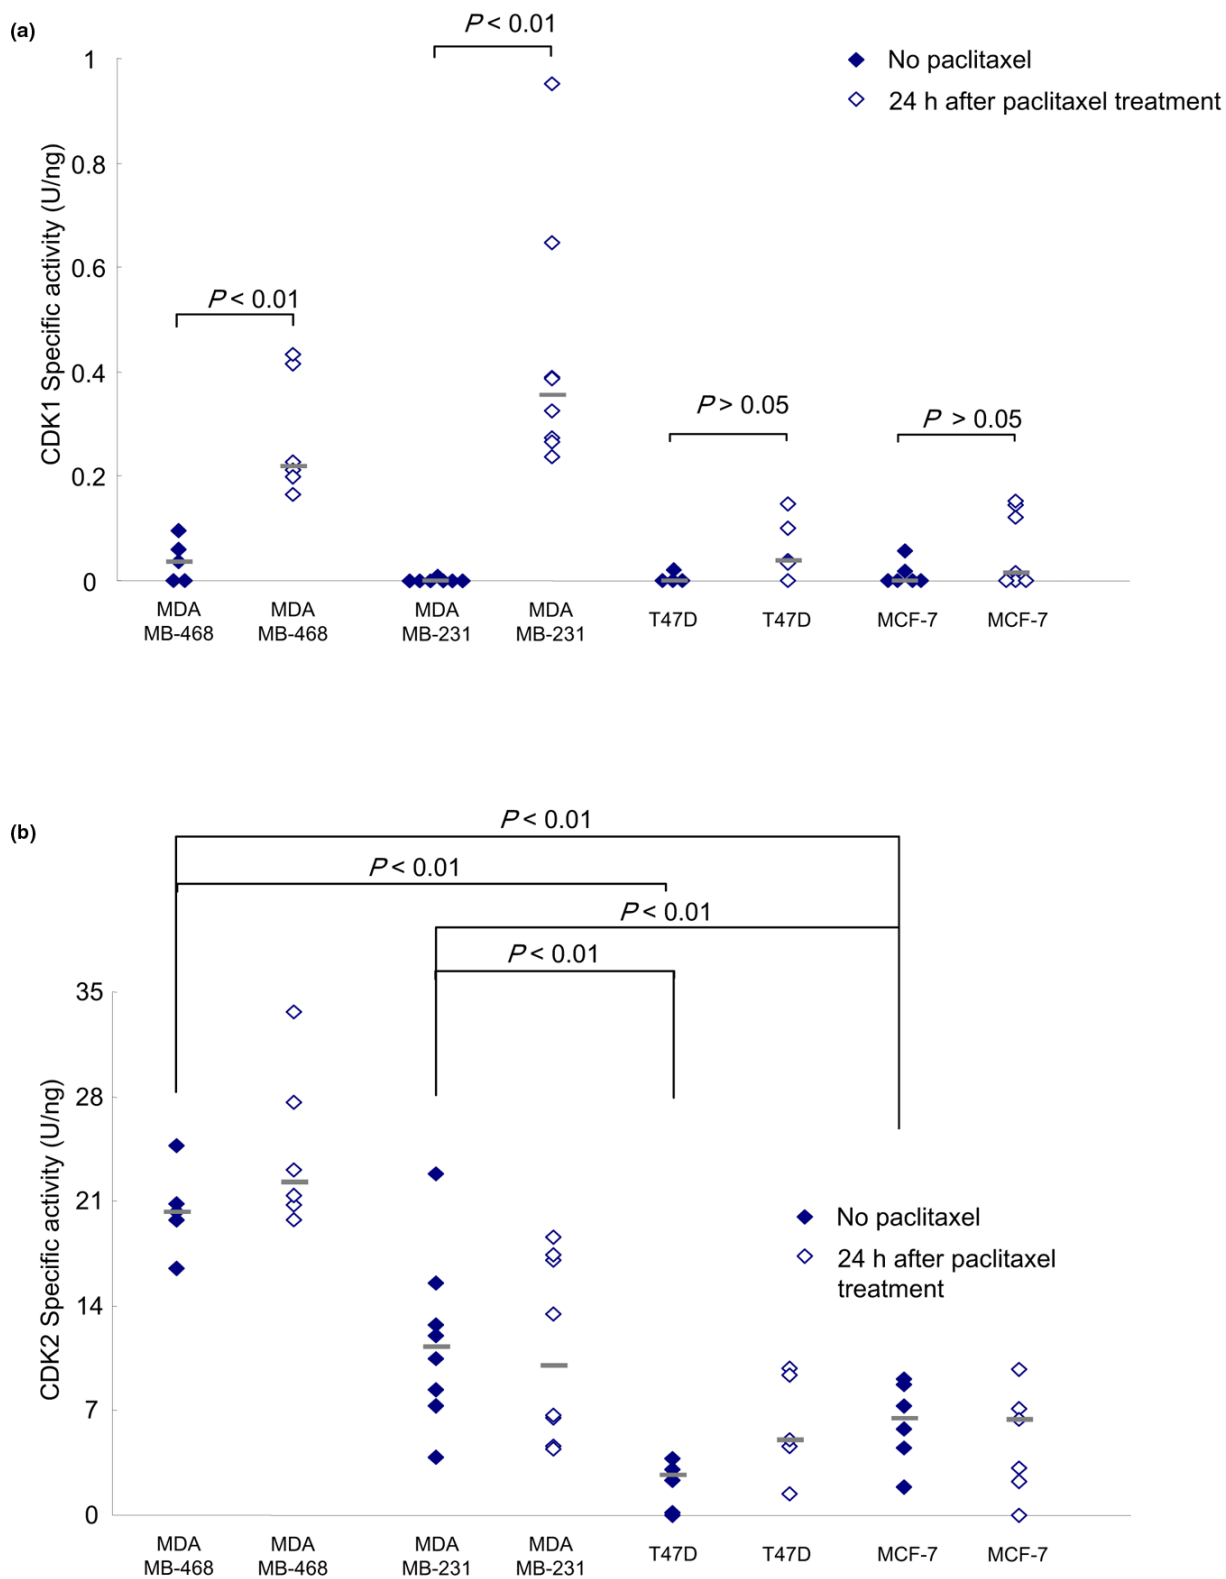 (a)
P < 0.01
No paclitaxel
24 h after paclitaxel treatment
CDK1 Specific activity (U/ng)
1
0.8
0.6
0.4
0.2
0
P < 0.01
P > 0.05
P > 0.05
MDA
MB-468
MDA
MB-468
MDA
MB-231
MDA
MB-231
T47D
T47D
MCF-7
MCF-7
(b)
P < 0.01
P < 0.01
P < 0.01
P < 0.01
CDK2 Specific activity (U/ng)
35
28
21
14
7
0
No paclitaxel
24 h after paclitaxel
treatment
MDA
MB-468
MDA
MB-468
MDA
MB-231
MDA
MB-231
T47D
T47D
MCF-7
MCF-7